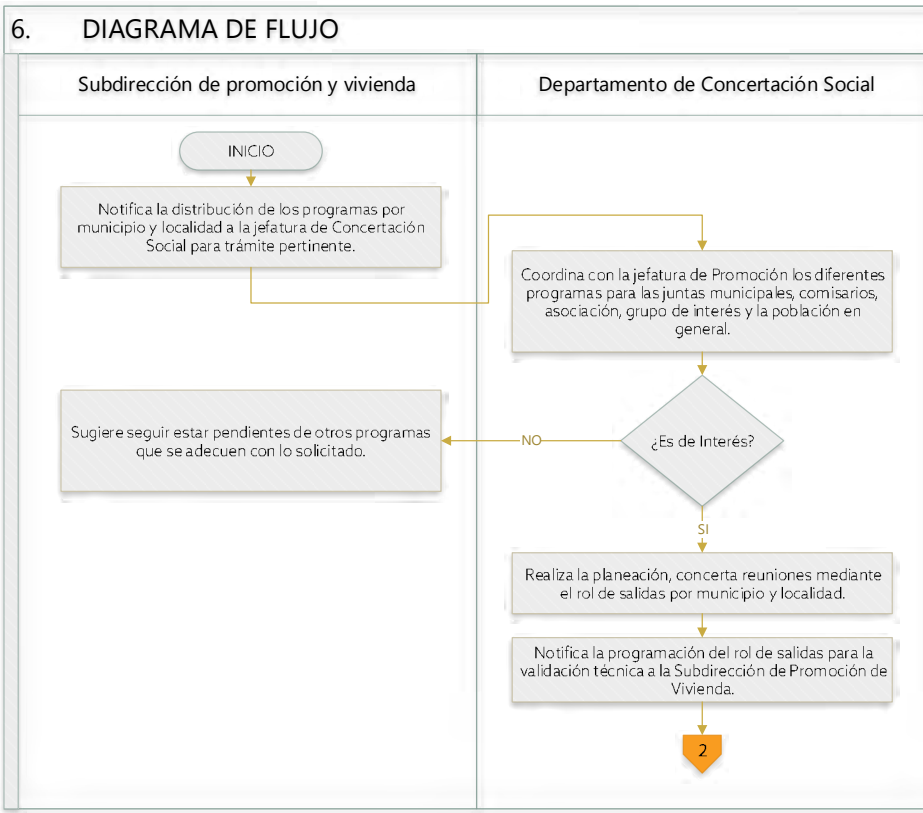 6. DIAGRAMA DE FLUJO
Subdirección de promoción y vivienda
Departamento de Concertación Social
INICIO
Notifica la distribución de los programas por
municipio y localidad a la jefatura de Concertación
Social para trámite pertinente.
Coordina con la jefatura de Promoción los diferentes
programas para las juntas municipales, comisarios,
asociación, grupo de interés y la población en
general.
¿Es de Interés?
NO
Sugiere seguir estar pendientes de otros programas
que se adecuen con lo solicitado.
SI
Realiza la planeación, concerta reuniones mediante
el rol de salidas por municipio y localidad.
Notifica la programación del rol de salidas para la
validación técnica a la Subdirección de Promoción de
Vivienda.
2